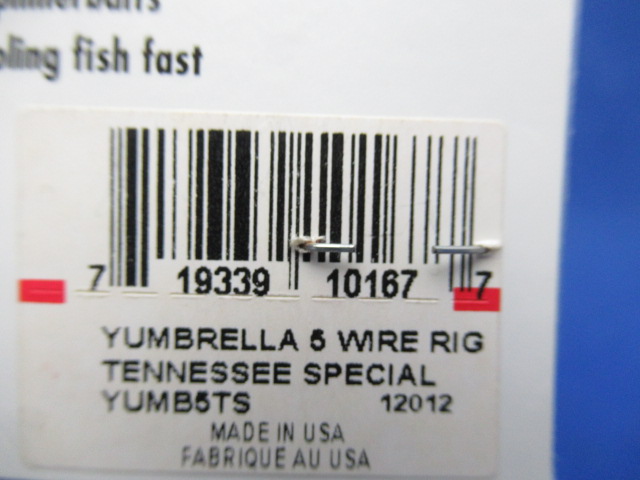 fish fast
7 19339 10167 7
YUMBRELLA 5 WIRE RIG
TENNESSEE SPECIAL
YUMB5TS 12012
MADE IN USA
FABRIQUE AU USA